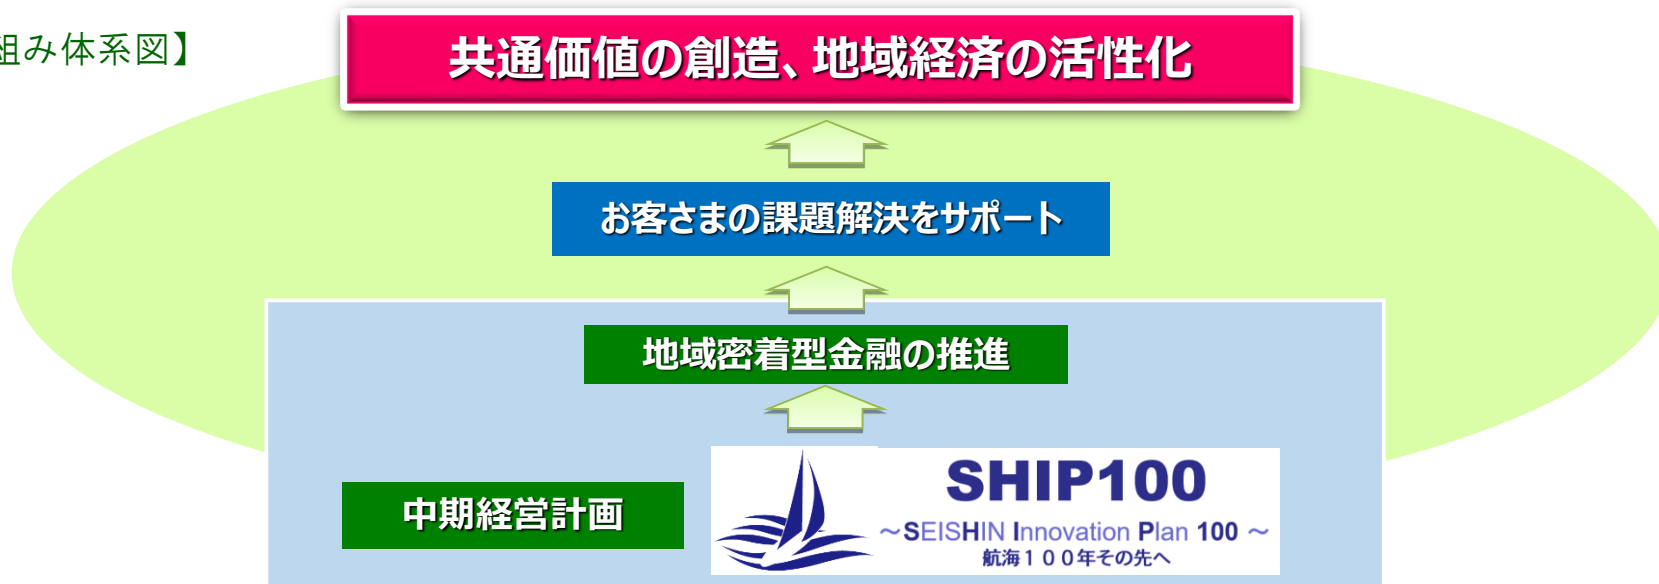 組み体系図】
共通価値の創造、地域経済の活性化
お客さまの課題解決をサポート
地域密着型金融の推進
中期経営計画
SHIP100
～SEISHIN Innovation Plan 100 ～
航海１００年その先へ